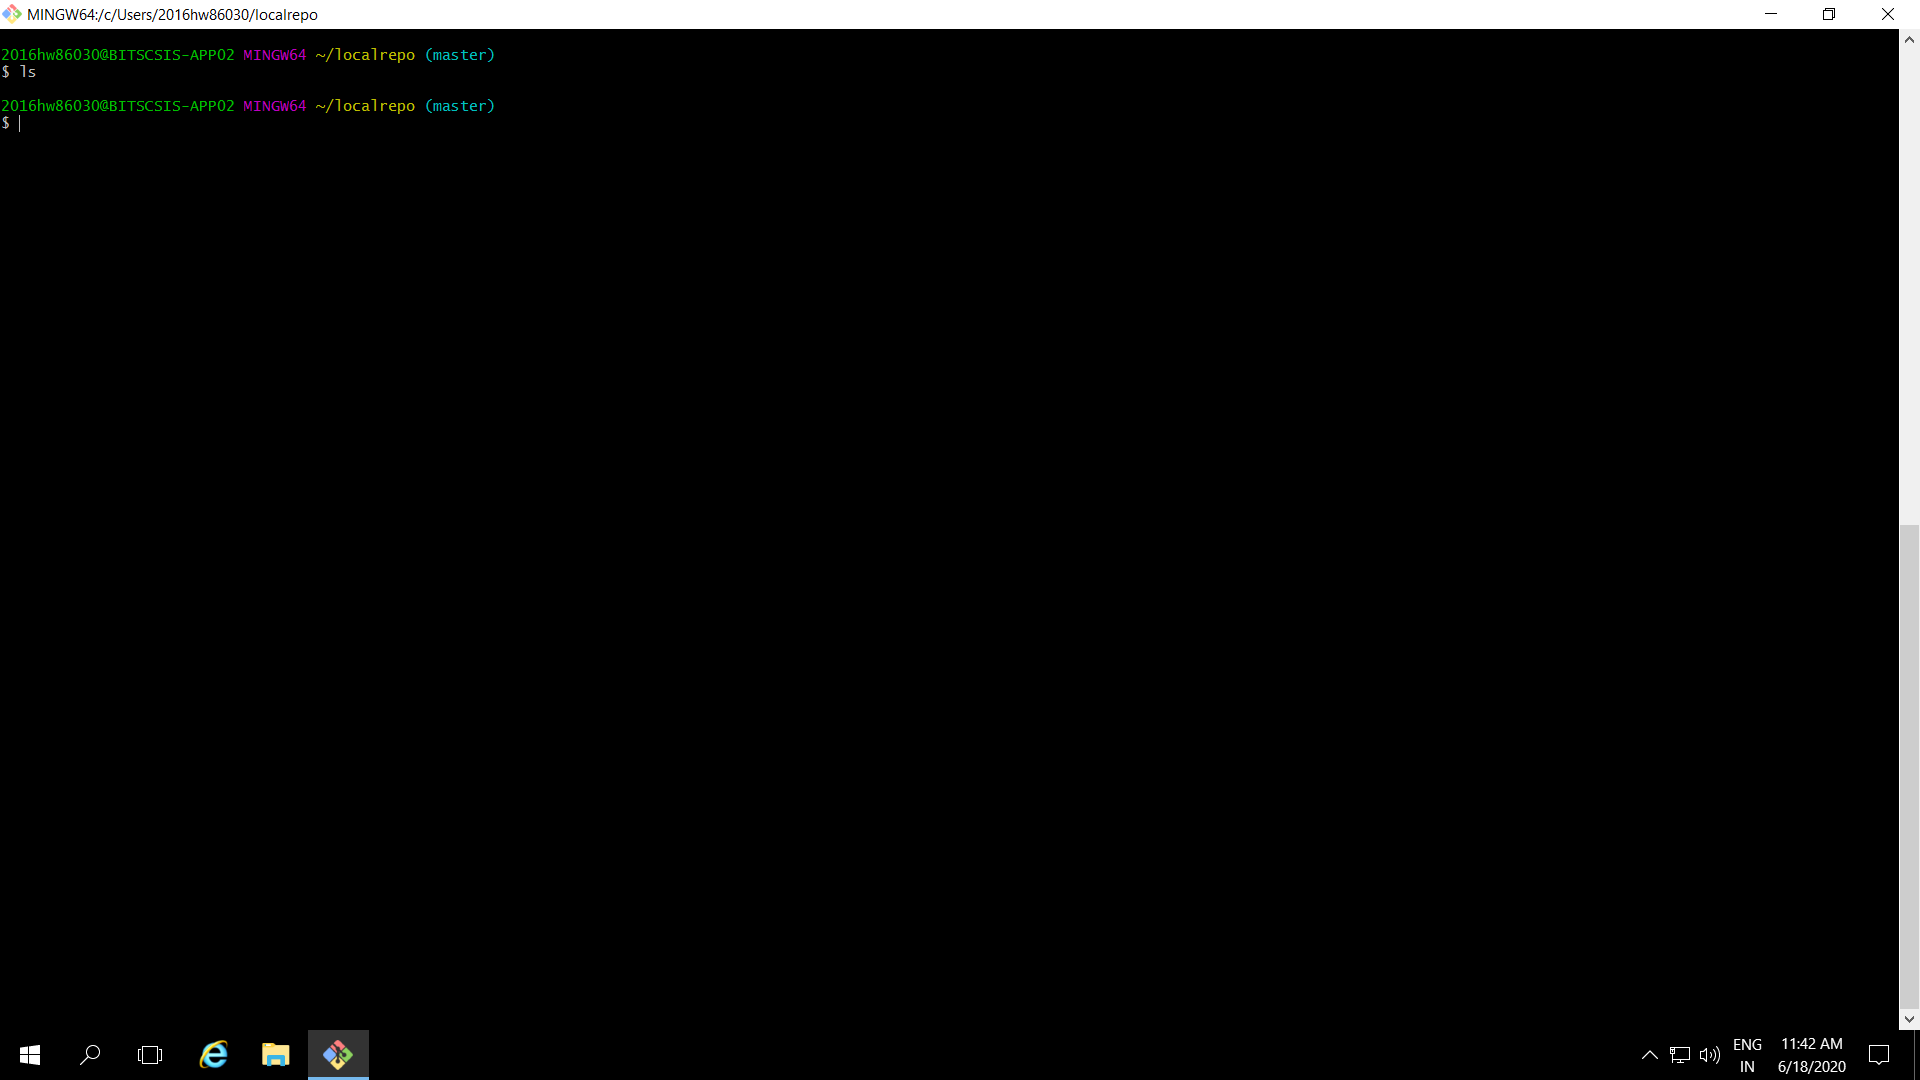 MINGW64:/c/Users/2016hw86030/localrepo
2016hw86030@BITSCSIS-APP02 MINGW64 ~/localrepo (master)
$ ls
2016hw86030@BITSCSIS-APP02 MINGW64 ~/localrepo (master)
$
ENG
IN
11:42 AM
6/18/2020